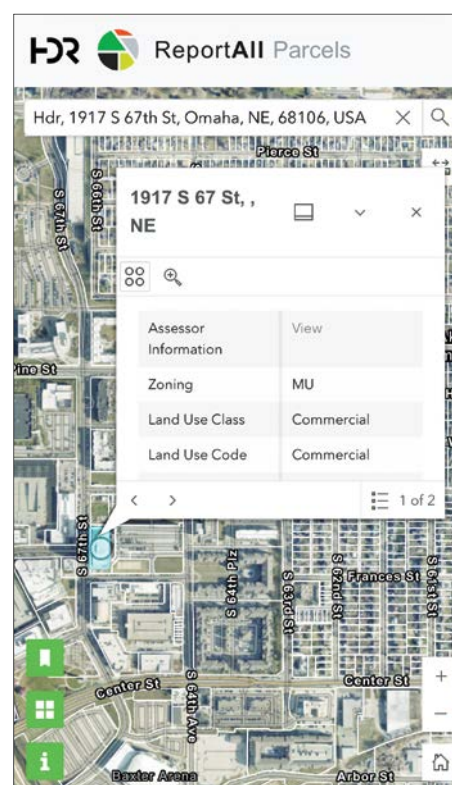 HDR ReportAll Parcels
Hdr, 1917 S 67th St, Omaha, NE, 68106, USA
Pierce St
S 67th St
S 66th St
1917 S 67 St, ,
NE
Assessor
Information
View
Zoning
MU
Land Use Class
Commercial
Land Use Code
Commercial
1 of 2
ine St
S 67th St
S 64th Plz
S 63rd St
S 62nd St
Frances St
S 61st St
Center St
S 64th Ave
Center St
Baxter Arena
Arbor St